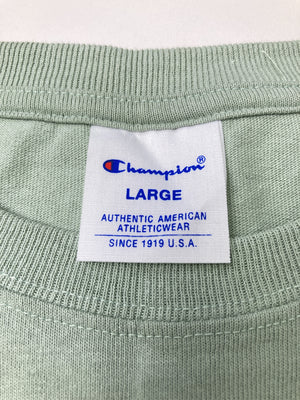 Champion®
LARGE
AUTHENTIC AMERICAN
ATHLETICWEAR
SINCE 1919 U.S.A.